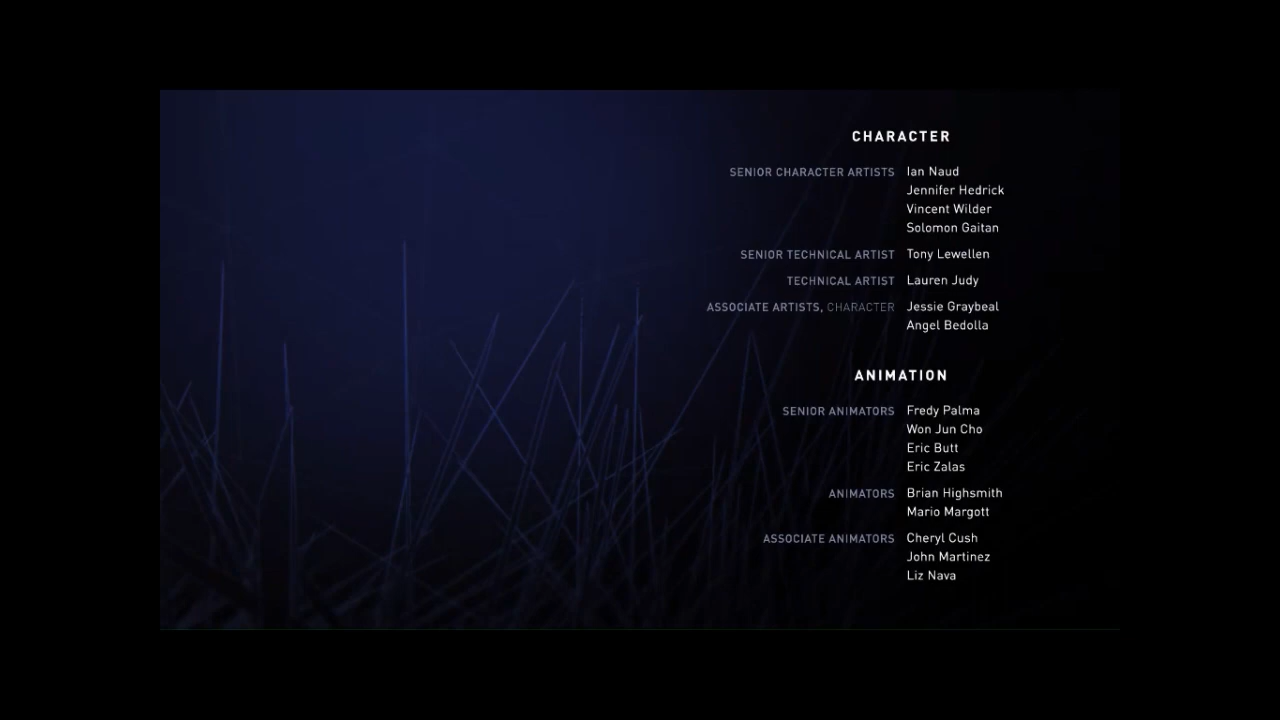 CHARACTER
SENIOR CHARACTER ARTISTS Ian Naud
Jennifer Hedrick
Vincent Wilder
Solomon Gaitan
SENIOR TECHNICAL ARTIST Tony Lewellen
TECHNICAL ARTIST Lauren Judy
ASSOCIATE ARTISTS, CHARACTER Jessie Graybeal
Angel Bedolla
ANIMATION
SENIOR ANIMATORS Fredy Palma
Won Jun Cho
Eric Butt
Eric Zalas
ANIMATORS Brian Highsmith
Mario Margott
ASSOCIATE ANIMATORS Cheryl Cush
John Martinez
Liz Nava